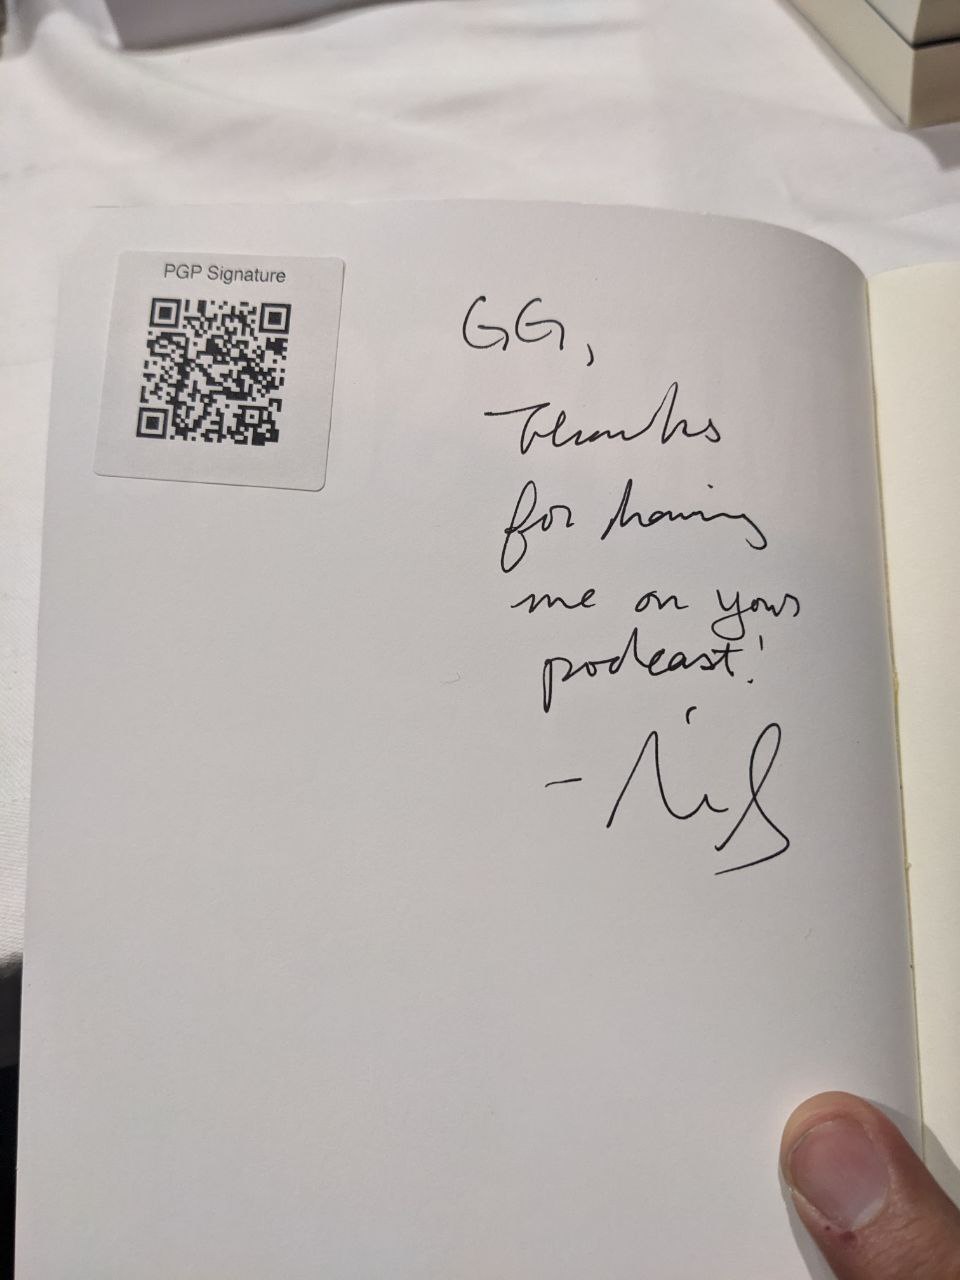 PGP Signature
GG,
Thanks
for having
me on your
podcast!